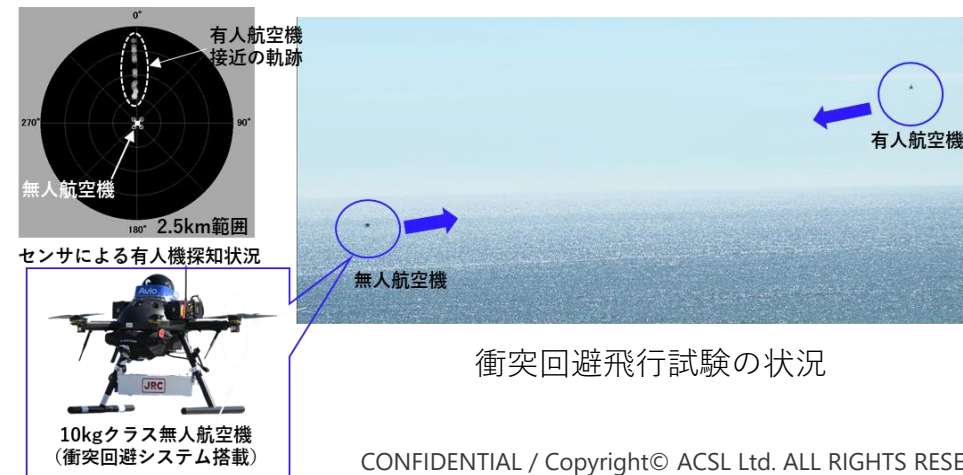 0°
有人航空機
接近の軌跡
270°
90°
無人航空機
180°
2.5km範囲
センサによる有人機探知状況
有人航空機
無人航空機
Avio
JRC
10kgクラス無人航空機
(衝突回避システム搭載)
衝突回避飛行試験の状況
CONFIDENTIAL / Copyright© ACSL Ltd. ALL RIGHTS RESE